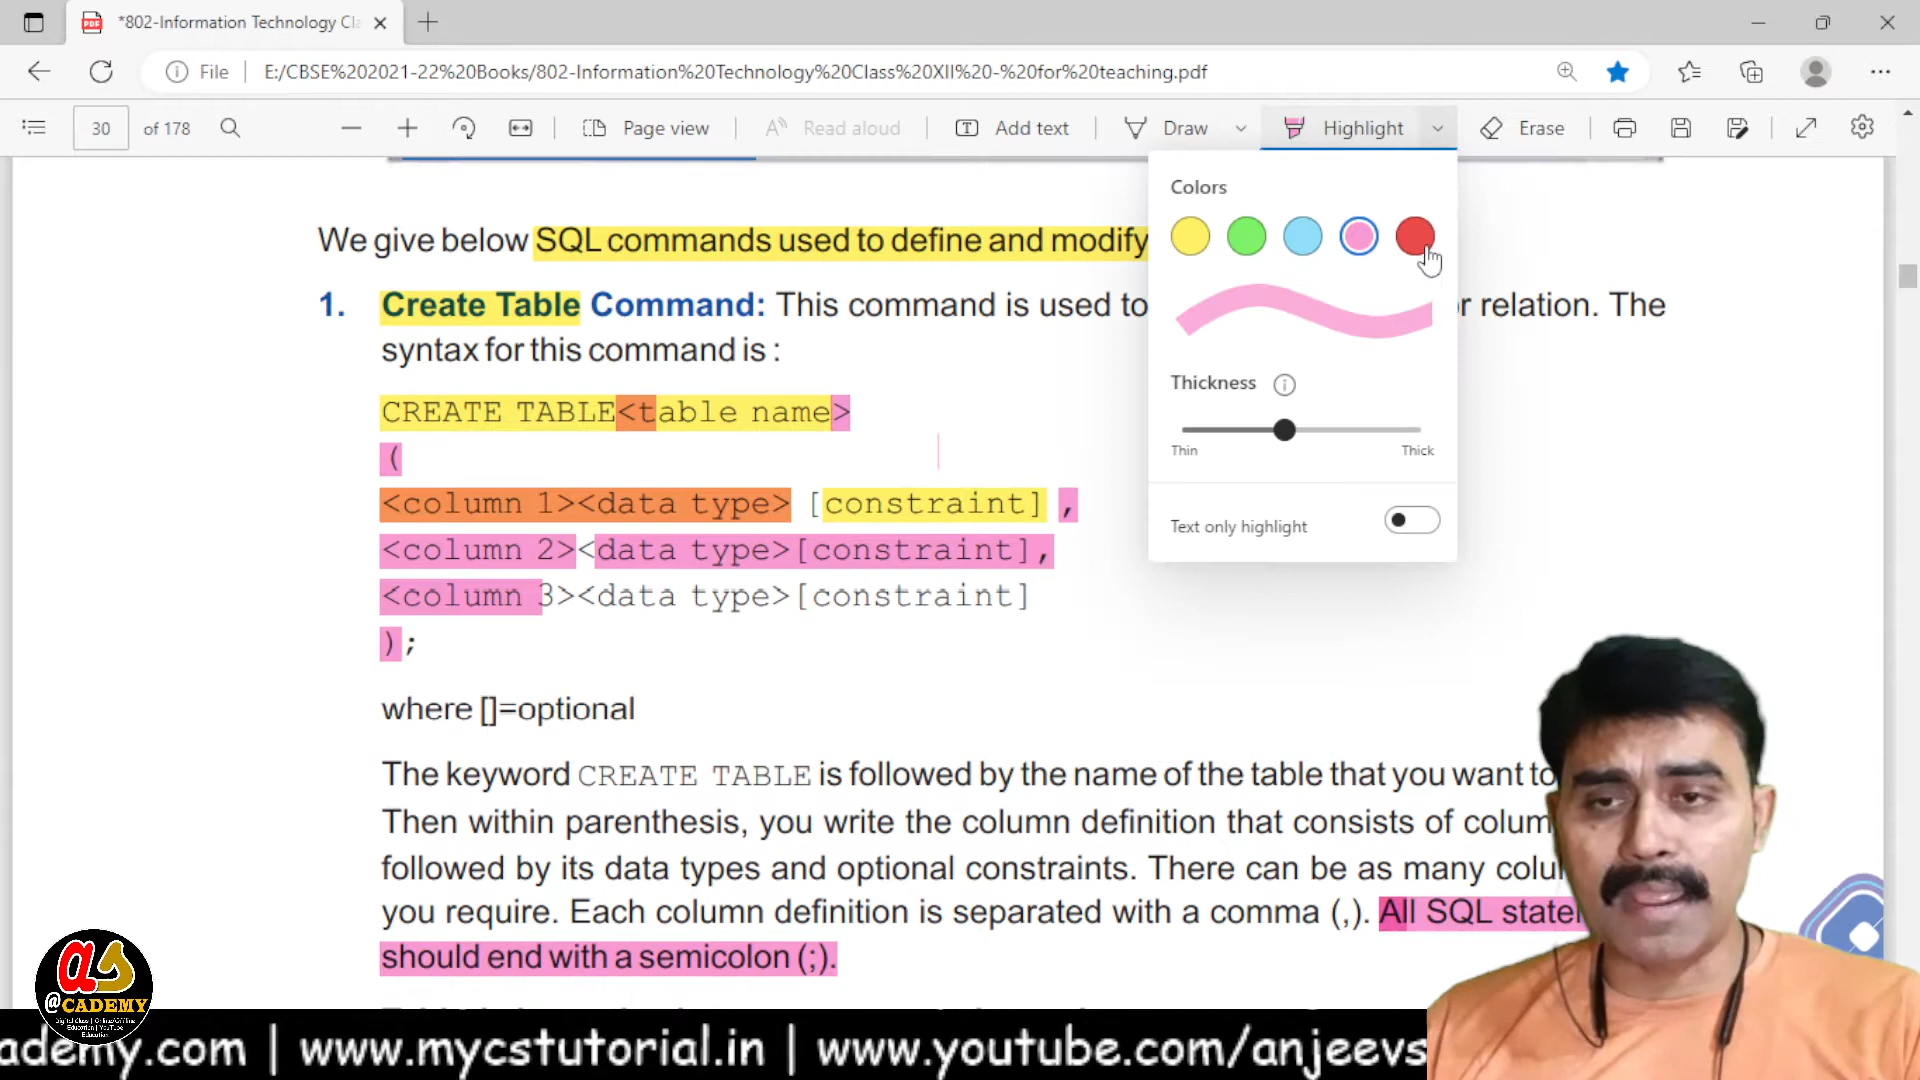 *802-Information Technology Cl
File
E:/CBSE%202021-22%20Books/802-Information%20Technology%20Class%20XII%20-%20for%20teaching.pdf
30 of 178
Page view
Read aloud
Add text
Draw
Highlight
Erase
Colors
Thickness
Thin
Thick
Text only highlight
We give below SQL commands used to define and modify
1. Create Table Command: This command is used to r relation. The
syntax for this command is :
CREATE TABLE<table name>
(
<column 1><data type> [constraint] ,
<column 2><data type>[constraint],
<column 3><data type>[constraint]
);
where []=optional
The keyword CREATE TABLE is followed by the name of the table that you want to
Then within parenthesis, you write the column definition that consists of colum
followed by its data types and optional constraints. There can be as many colu
you require. Each column definition is separated with a comma (,). All SQL state
should end with a semicolon (;).
as
@CADEMY
Digital Class | Online/Offline
Education | YouTube
Education
ademy.com | www.mycstutorial.in | www.youtube.com/anjeevs